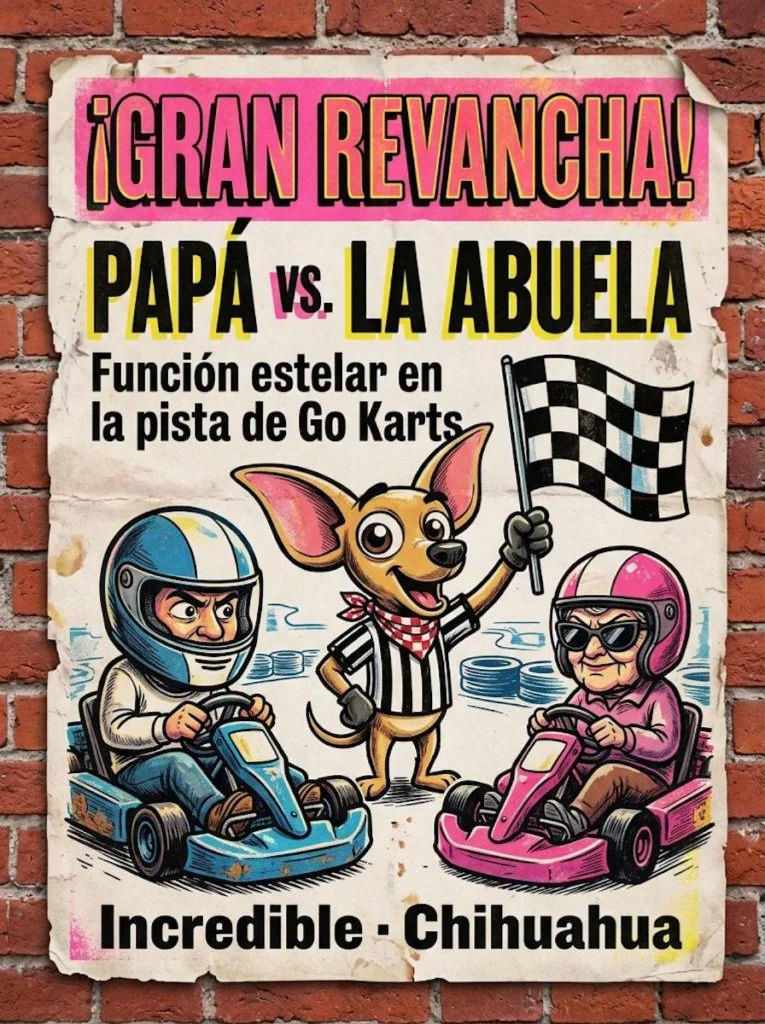 ¡GRAN REVANCHA!
PAPÁ vs. LA ABUELA
Función estelar en
la pista de Go Karts
Incredible · Chihuahua